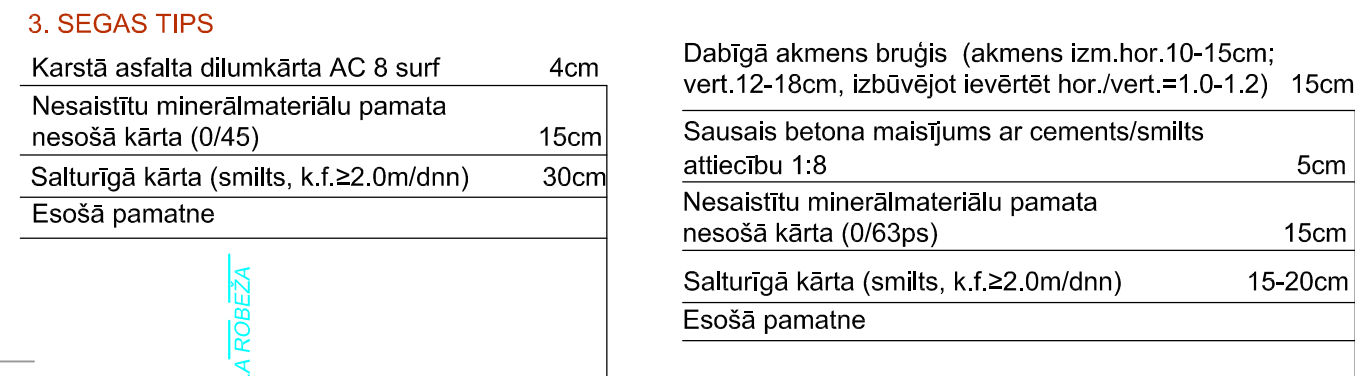 3. SEGAS TIPS
Karstā asfalta dilumkārta AC 8 surf 4cm
Nesaistītu minerālmateriālu pamata
nesošā kārta (0/45) 15cm
Salturīgā kārta (smilts, k.f.≥2.0m/dnn) 30cm
Esošā pamatne
A ROBEŽA
Dabīgā akmens bruģis (akmens izm.hor.10-15cm;
vert.12-18cm, izbūvējot ievērtēt hor./vert.=1.0-1.2) 15cm
Sausais betona maisījums ar cements/smilts
attiecību 1:8 5cm
Nesaistītu minerālmateriālu pamata
nesošā kārta (0/63ps) 15cm
Salturīgā kārta (smilts, k.f.≥2.0m/dnn) 15-20cm
Esošā pamatne